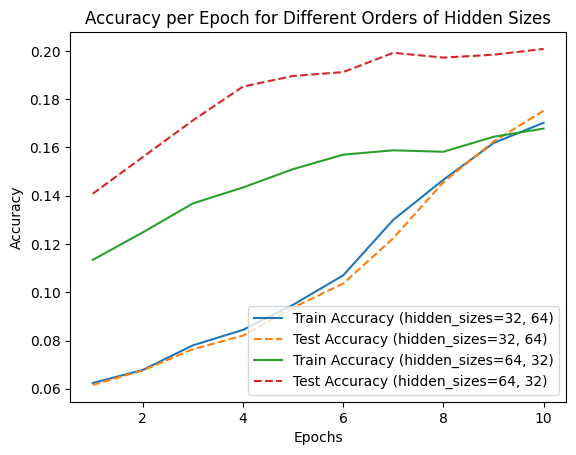 Accuracy per Epoch for Different Orders of Hidden Sizes
0.20
0.18
0.16
0.14
0.12
0.10
0.08
0.06
Accuracy
Train Accuracy (hidden_sizes=32, 64)
Test Accuracy (hidden_sizes=32, 64)
Train Accuracy (hidden_sizes=64, 32)
Test Accuracy (hidden_sizes=64, 32)
2 4 6 8 10
Epochs